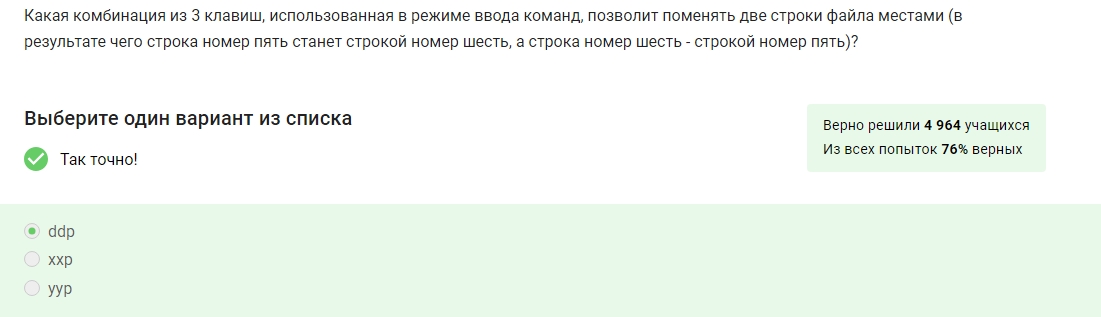 Какая комбинация из 3 клавиш, использованная в режиме ввода команд, позволит поменять две строки файла местами (в
результате чего строка номер пять станет строкой номер шесть, а строка номер шесть - строкой номер пять)?
Выберите один вариант из списка
Так точно!
Верно решили 4 964 учащихся
Из всех попыток 76% верных
ddp
xxp
yyp